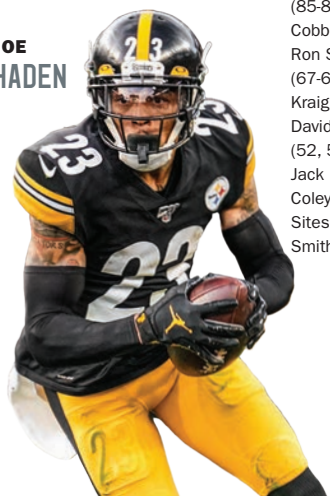 OE
HADEN
(85-8
Cobb
Ron S
(67-6
Kraig
David
(52, 5
Jack
Coley
Sites
Smith
23
23
23
23